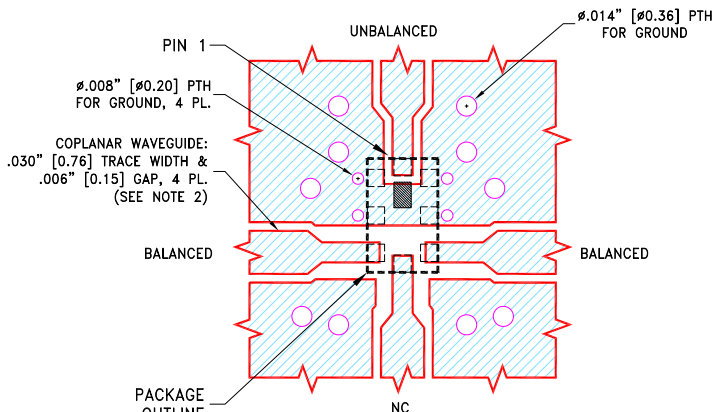 UNBALANCED
ø.014" [ø0.36] PTH
FOR GROUND
PIN 1
ø.008" [ø0.20] PTH
FOR GROUND, 4 PL.
COPLANAR WAVEGUIDE:
.030" [0.76] TRACE WIDTH &
.006" [0.15] GAP, 4 PL.
(SEE NOTE 2)
BALANCED
BALANCED
PACKAGE
OUTLINE
NC